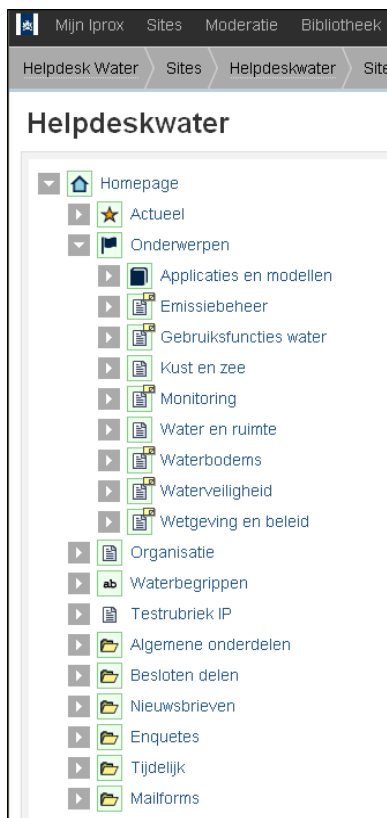 Mijn Iprox Sites Moderatie Bibliotheek
Helpdesk Water Sites Helpdeskwater Site
Helpdeskwater
Homepage
Actueel
Onderwerpen
Applicaties en modellen
Emissiebeheer
Gebruiksfuncties water
Kust en zee
Monitoring
Water en ruimte
Waterbodems
Waterveiligheid
Wetgeving en beleid
Organisatie
ab Waterbegrippen
Testrubriek IP
Algemene onderdelen
Besloten delen
Nieuwsbrieven
Enquetes
Tijdelijk
Mailforms